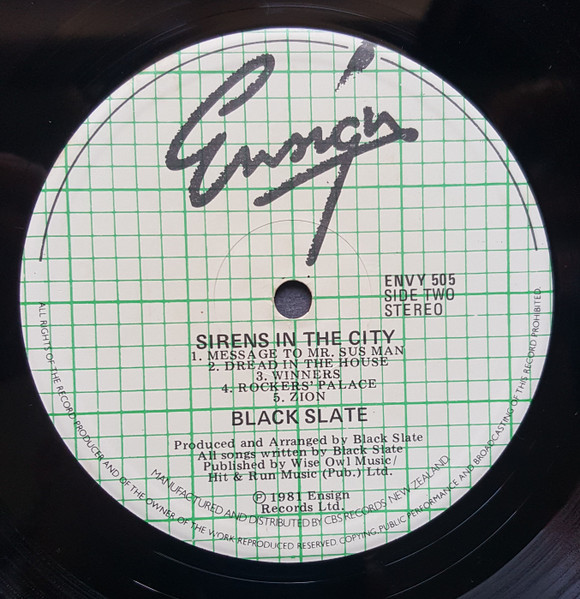 Ensign
ENVY 505
SIDE TWO
STEREO
SIRENS IN THE CITY
1. MESSAGE TO MR. SUS MAN
2. DREAD IN THE HOUSE
3. WINNERS
4. ROCKERS' PALACE
5. ZION
BLACK SLATE
Produced and Arranged by Black Slate
All songs written by Black Slate
Published by Wise Owl Music/
Hit & Run Music (Pub.) Ltd.
℗ 1981 Ensign
Records Ltd.
MANUFACTURED AND DISTRIBUTED BY CBS RECORDS NEW ZEALAND.
ALL RIGHTS OF THE RECORD PRODUCER AND OF THE OWNER OF THE WORK REPRODUCED RESERVED COPYING, PUBLIC PERFORMANCE AND BROADCASTING OF THIS RECORD PROHIBITED.